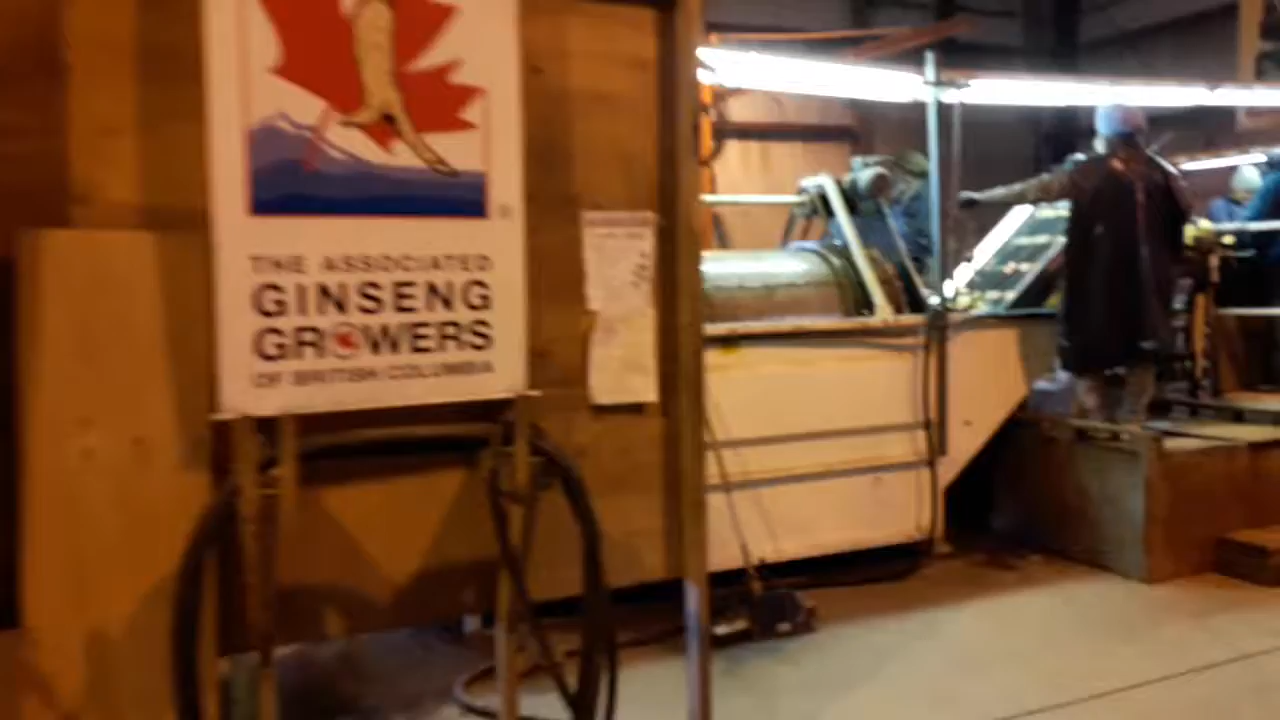 THE ASSOCIATED
GINSENG
GROWERS
OF BRITISH COLUMBIA